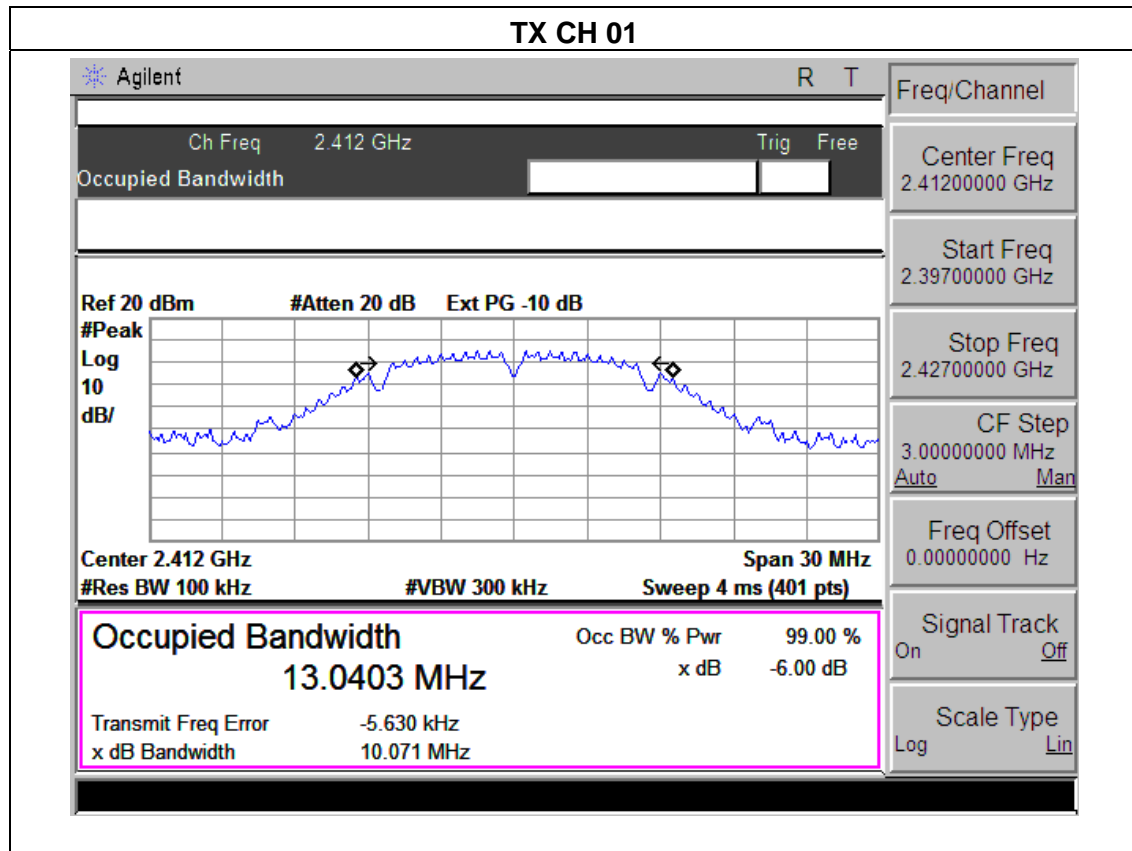 TX CH 01
Agilent R T
Freq/Channel
Ch Freq 2.412 GHz Trig Free
Occupied Bandwidth
Center Freq
2.41200000 GHz
Start Freq
2.39700000 GHz
Stop Freq
2.42700000 GHz
CF Step
3.00000000 MHz
Auto Man
Freq Offset
0.00000000 Hz
Signal Track
On Off
Scale Type
Log Lin
Ref 20 dBm #Atten 20 dB Ext PG -10 dB
#Peak
Log
10
dB/
Center 2.412 GHz Span 30 MHz
#Res BW 100 kHz #VBW 300 kHz Sweep 4 ms (401 pts)
Occupied Bandwidth Occ BW % Pwr 99.00 %
13.0403 MHz x dB -6.00 dB
Transmit Freq Error -5.630 kHz
x dB Bandwidth 10.071 MHz